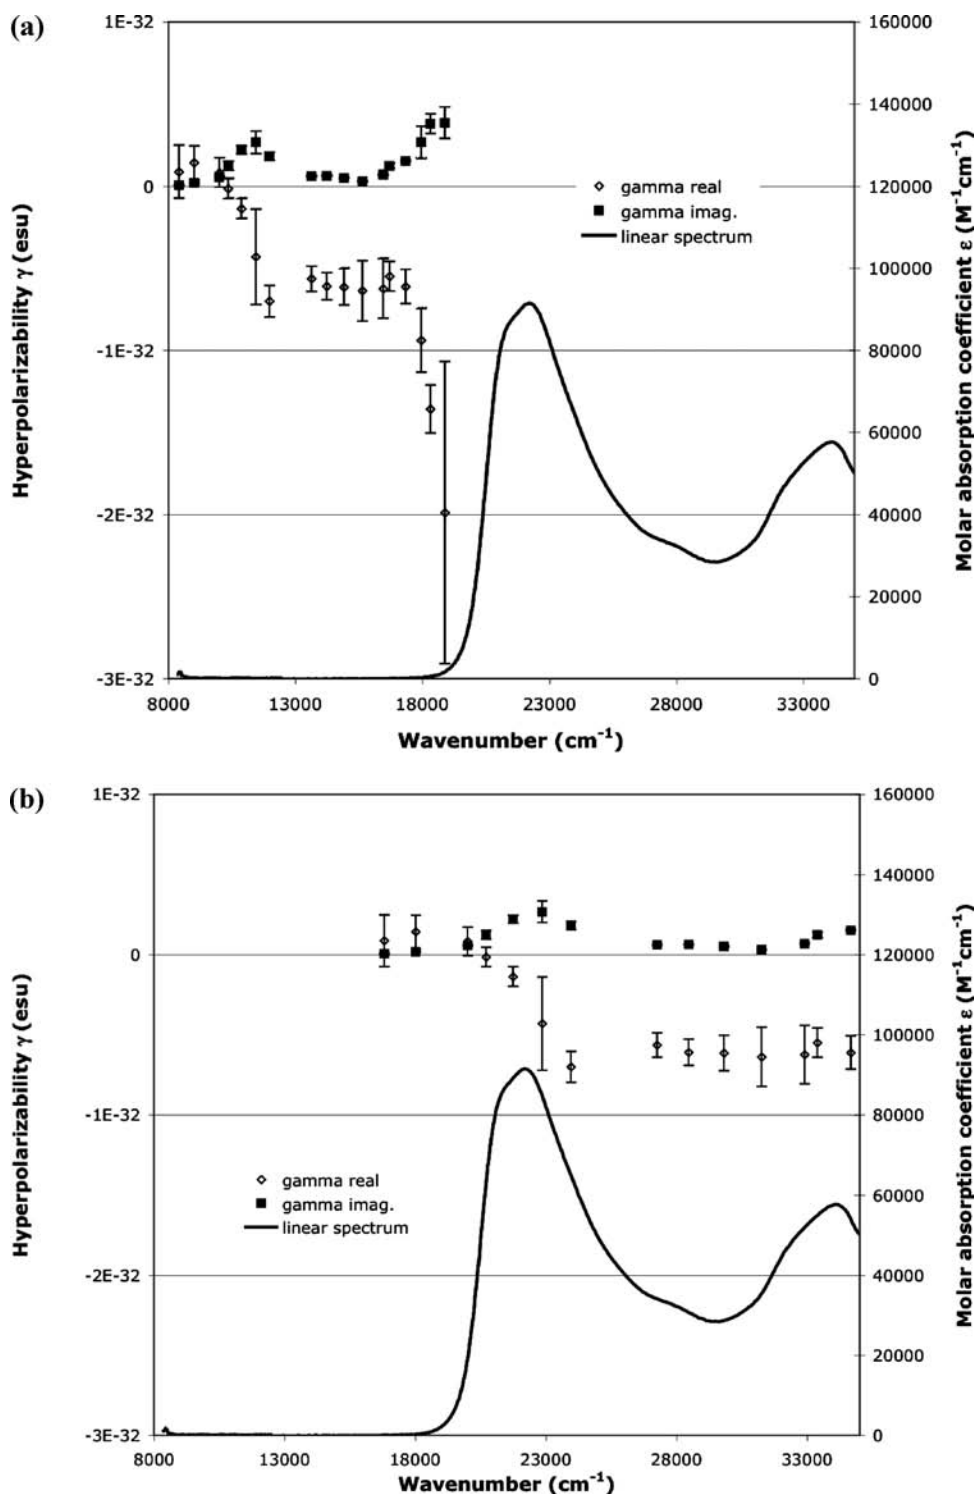 (a)
1E-32
0
-1E-32
-2E-32
-3E-32
Hyperpolarizability γ (esu)
160000
140000
120000
100000
80000
60000
40000
20000
0
Molar absorption coefficient ε (M⁻¹cm⁻¹)
gamma real
gamma imag.
linear spectrum
8000 13000 18000 23000 28000 33000
Wavenumber (cm⁻¹)
(b)
1E-32
0
-1E-32
-2E-32
-3E-32
Hyperpolarizability γ (esu)
160000
140000
120000
100000
80000
60000
40000
20000
0
Molar absorption coefficient ε (M⁻¹cm⁻¹)
gamma real
gamma imag.
linear spectrum
8000 13000 18000 23000 28000 33000
Wavenumber (cm⁻¹)